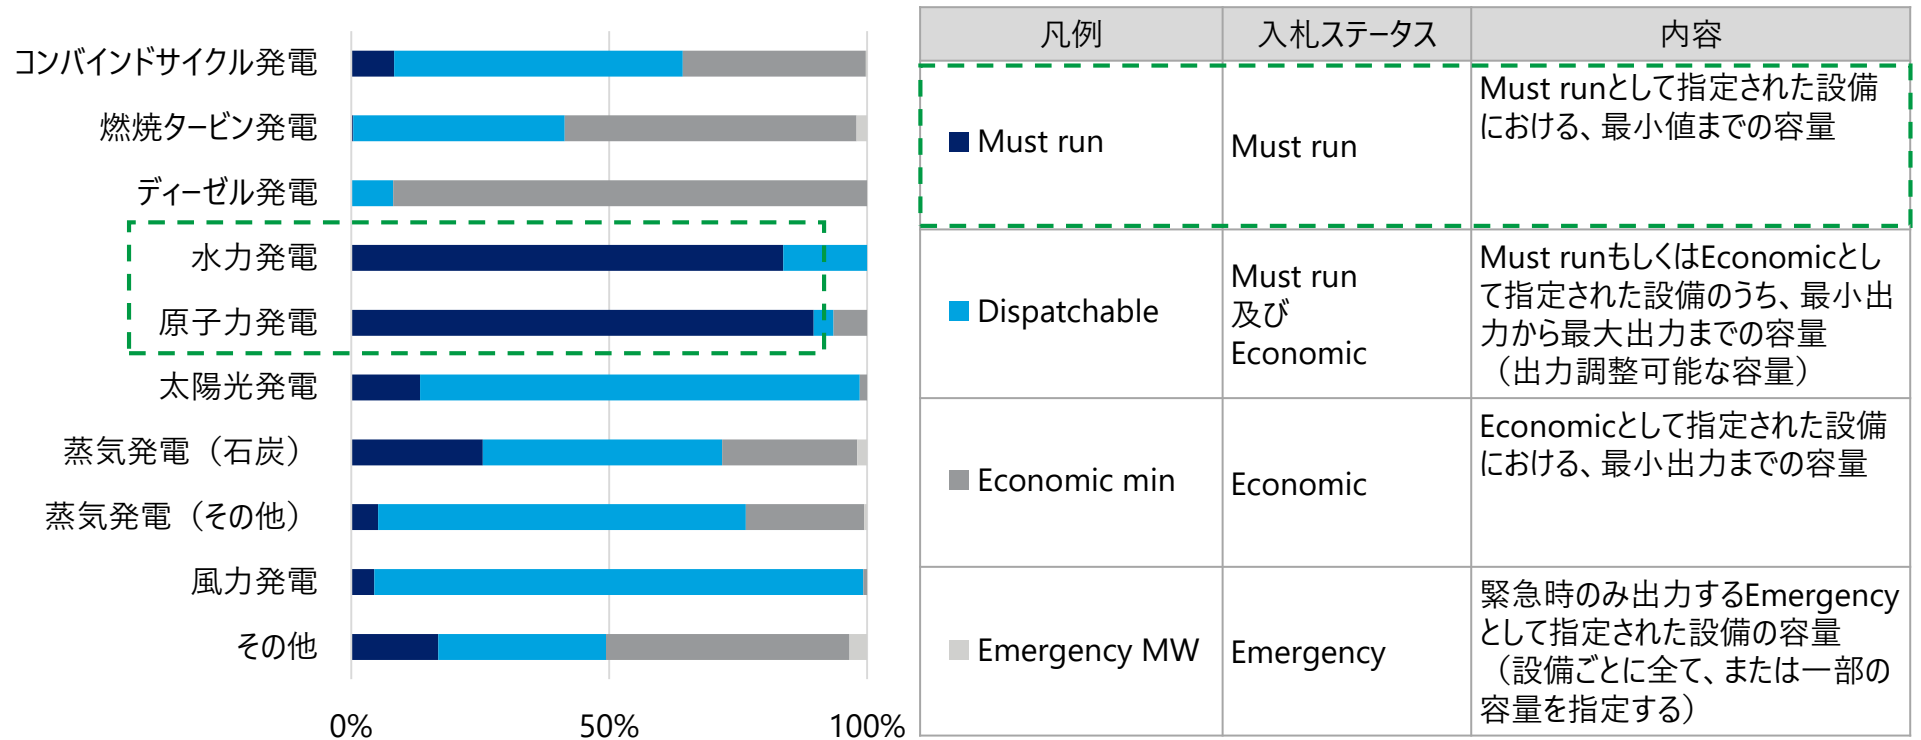 コンバインドサイクル発電
燃焼タービン発電
ディーゼル発電
水力発電
原子力発電
太陽光発電
蒸気発電（石炭）
蒸気発電（その他）
風力発電
その他
0%
50%
100%
凡例
入札ステータス
内容
Must run
Must run
Must runとして指定された設備
における、最小値までの容量
Dispatchable
Must run
及び
Economic
Must runもしくはEconomicとし
て指定された設備のうち、最小出
力から最大出力までの容量
（出力調整可能な容量）
Economic min
Economic
Economicとして指定された設備
における、最小出力までの容量
Emergency MW
Emergency
緊急時のみ出力するEmergency
として指定された設備の容量
（設備ごとに全て、または一部の
容量を指定する）